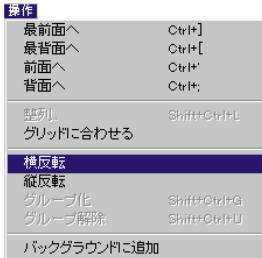 操作
最前面へ Ctrl+]
最背面へ Ctrl+[
前面へ Ctrl+'
背面へ Ctrl+;
整列... Shift+Ctrl+L
グリッドに合わせる
横反転
縦反転
グループ化 Shift+Ctrl+G
グループ解除 Shift+Ctrl+U
バックグラウンドに追加